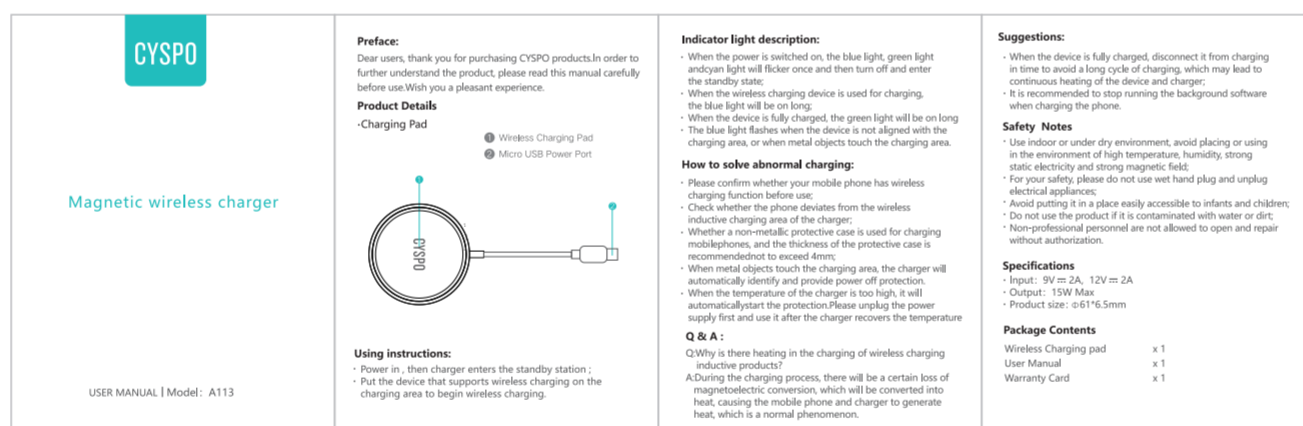 CYSPO
Magnetic wireless charger
USER MANUAL | Model: A113
Preface:
Dear users, thank you for purchasing CYSPO products.In order to
further understand the product, please read this manual carefully
before use.Wish you a pleasant experience.
Product Details
·Charging Pad
1 Wireless Charging Pad
2 Micro USB Power Port
1
2
CYSPO
Using instructions:
· Power in , then charger enters the standby station ;
· Put the device that supports wireless charging on the
charging area to begin wireless charging.
Indicator light description:
· When the power is switched on, the blue light, green light
andcyan light will flicker once and then turn off and enter
the standby state;
· When the wireless charging device is used for charging,
the blue light will be on long;
· When the device is fully charged, the green light will be on long
· The blue light flashes when the device is not aligned with the
charging area, or when metal objects touch the charging area.
How to solve abnormal charging:
· Please confirm whether your mobile phone has wireless
charging function before use;
· Check whether the phone deviates from the wireless
inductive charging area of the charger;
· Whether a non-metallic protective case is used for charging
mobilephones, and the thickness of the protective case is
recommendednot to exceed 4mm;
· When metal objects touch the charging area, the charger will
automatically identify and provide power off protection.
· When the temperature of the charger is too high, it will
automaticallystart the protection.Please unplug the power
supply first and use it after the charger recovers the temperature
Q & A :
Q:Why is there heating in the charging of wireless charging
inductive products?
A:During the charging process, there will be a certain loss of
magnetoelectric conversion, which will be converted into
heat, causing the mobile phone and charger to generate
heat, which is a normal phenomenon.
Suggestions:
· When the device is fully charged, disconnect it from charging
in time to avoid a long cycle of charging, which may lead to
continuous heating of the device and charger;
· It is recommended to stop running the background software
when charging the phone.
Safety Notes
· Use indoor or under dry environment, avoid placing or using
in the environment of high temperature, humidity, strong
static electricity and strong magnetic field;
· For your safety, please do not use wet hand plug and unplug
electrical appliances;
· Avoid putting it in a place easily accessible to infants and children;
· Do not use the product if it is contaminated with water or dirt;
· Non-professional personnel are not allowed to open and repair
without authorization.
Specifications
· Input: 9V⎓2A, 12V⎓2A
· Output: 15W Max
· Product size: Φ61*6.5mm
Package Contents
Wireless Charging pad x 1
User Manual x 1
Warranty Card x 1